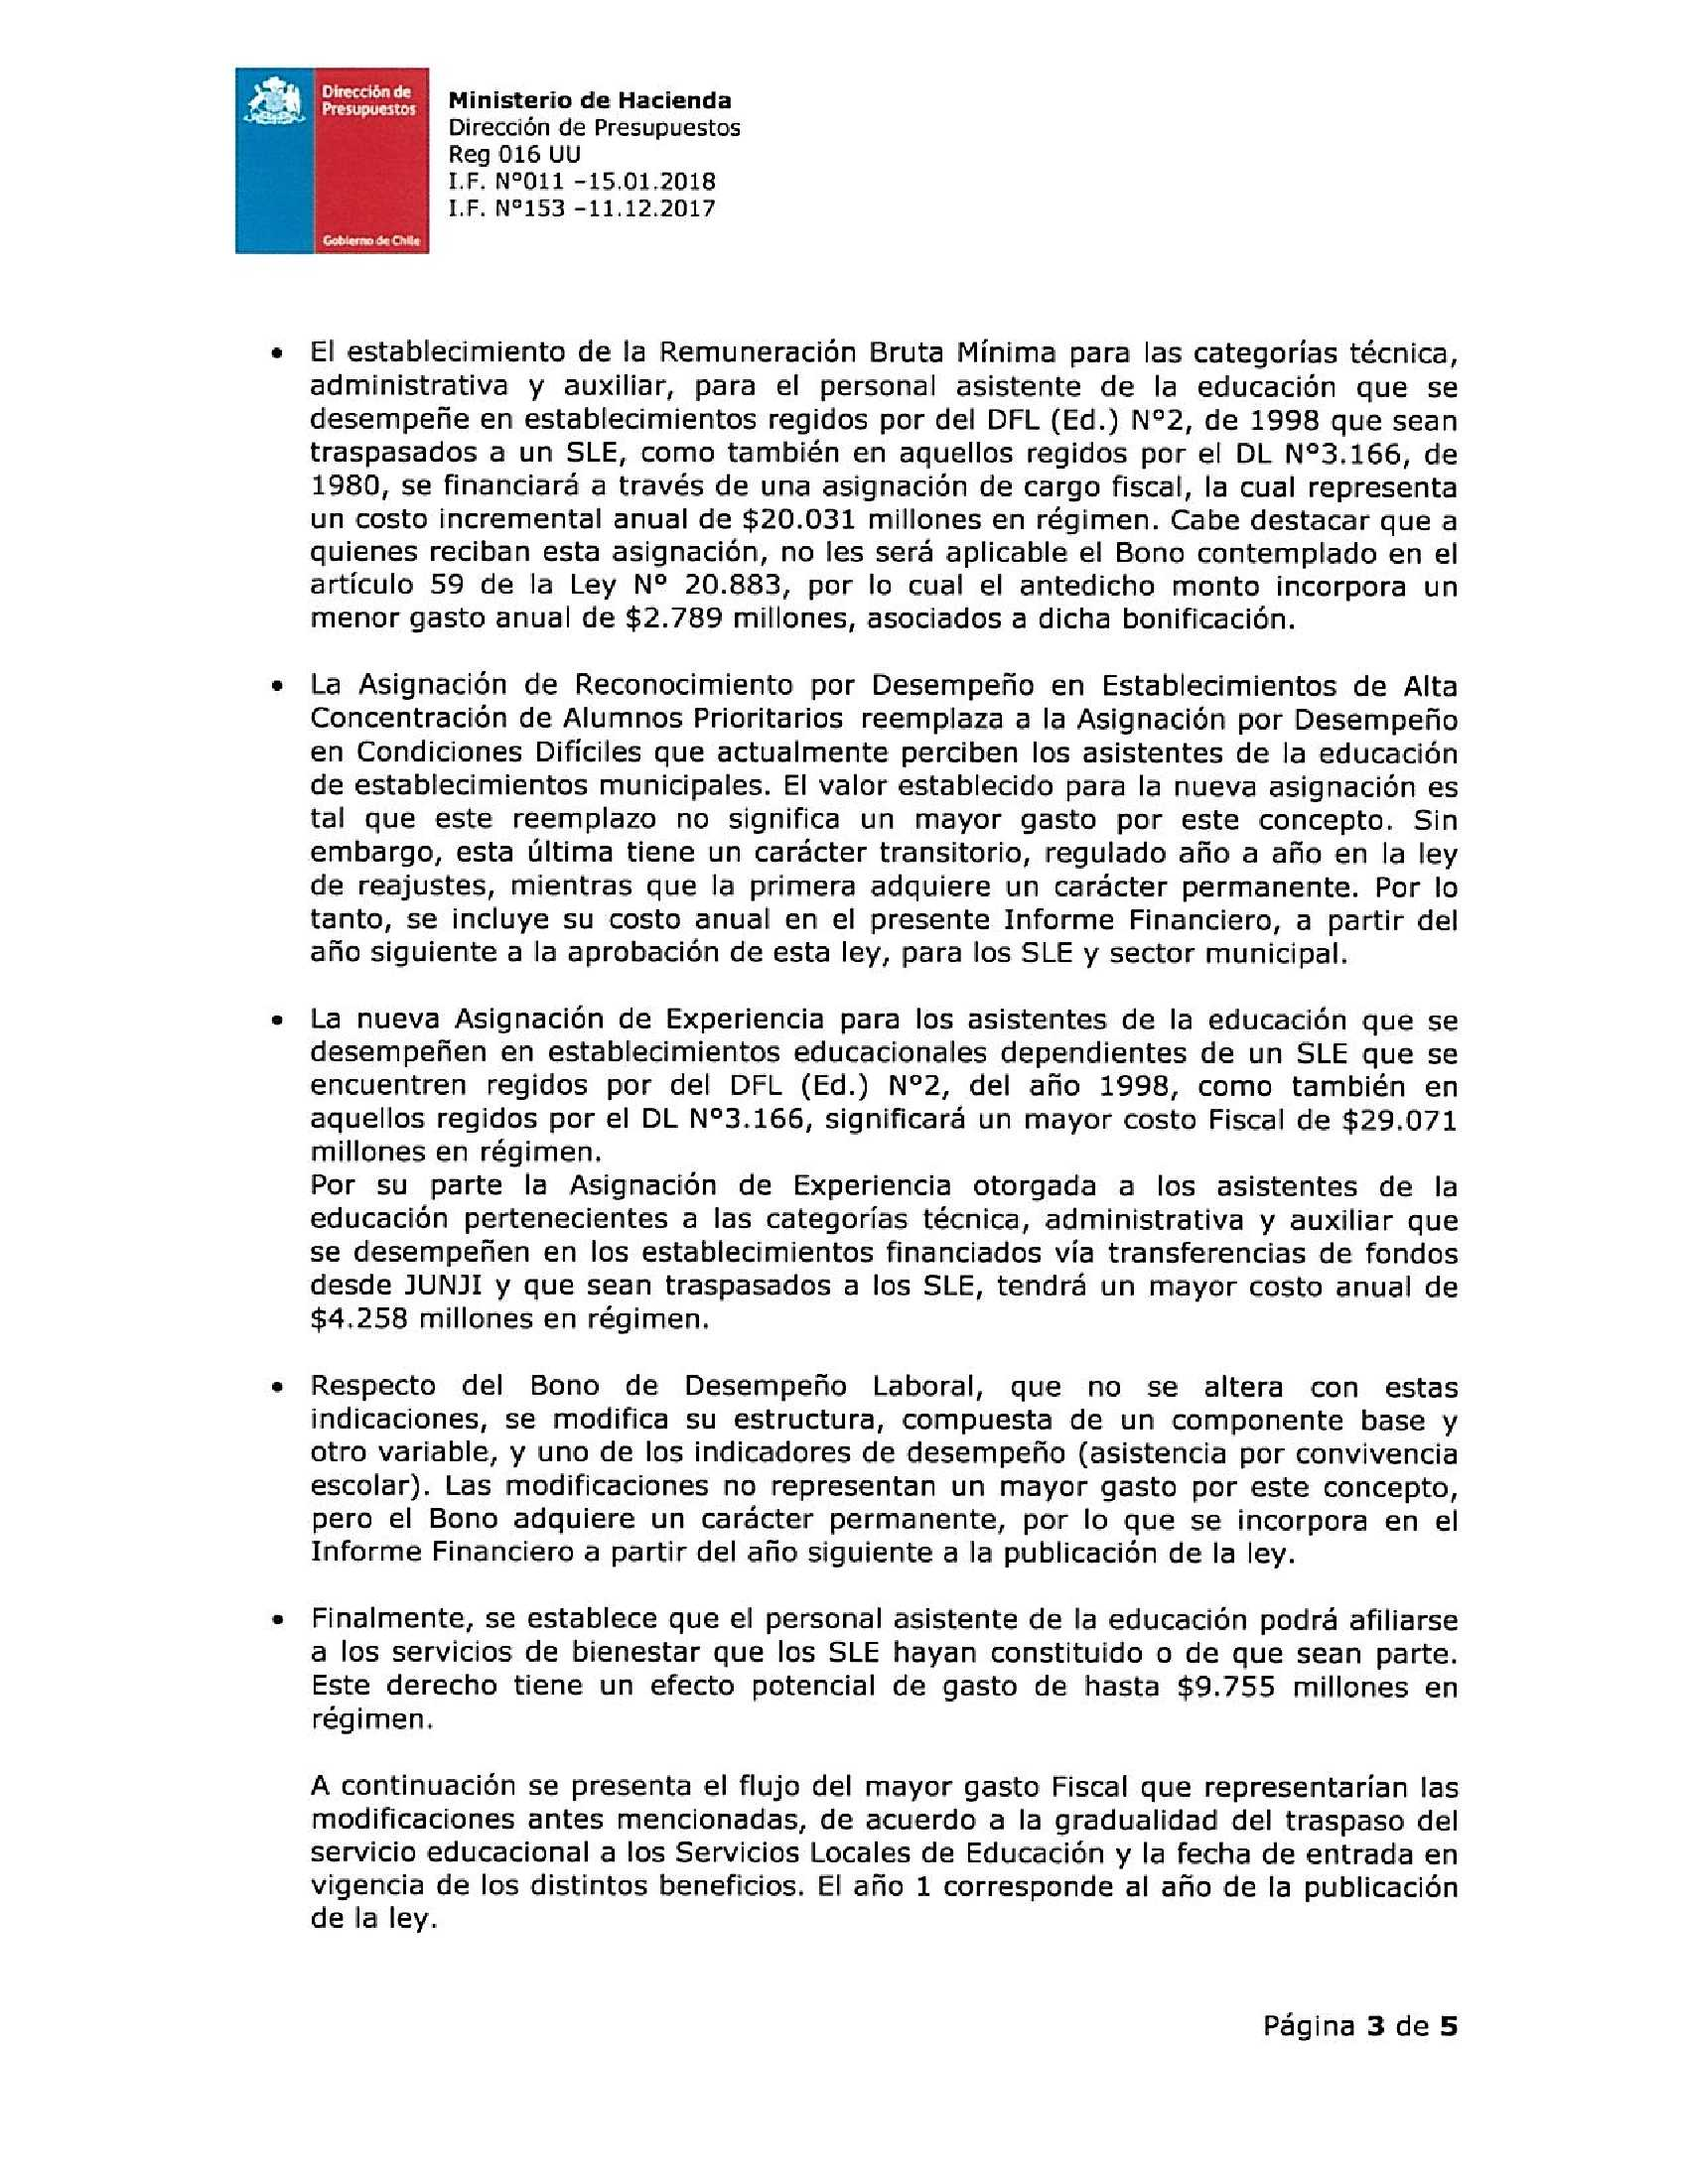 Dirección de
Presupuestos
Gobierno de Chile
Ministerio de Hacienda
Dirección de Presupuestos
Reg 016 UU
I.F. Nº011 -15.01.2018
I.F. Nº153 -11.12.2017
• El establecimiento de la Remuneración Bruta Mínima para las categorías técnica,
administrativa y auxiliar, para el personal asistente de la educación que se
desempeñe en establecimientos regidos por del DFL (Ed.) Nº2, de 1998 que sean
traspasados a un SLE, como también en aquellos regidos por el DL Nº3.166, de
1980, se financiará a través de una asignación de cargo fiscal, la cual representa
un costo incremental anual de $20.031 millones en régimen. Cabe destacar que a
quienes reciban esta asignación, no les será aplicable el Bono contemplado en el
artículo 59 de la Ley Nº 20.883, por lo cual el antedicho monto incorpora un
menor gasto anual de $2.789 millones, asociados a dicha bonificación.
• La Asignación de Reconocimiento por Desempeño en Establecimientos de Alta
Concentración de Alumnos Prioritarios reemplaza a la Asignación por Desempeño
en Condiciones Difíciles que actualmente perciben los asistentes de la educación
de establecimientos municipales. El valor establecido para la nueva asignación es
tal que este reemplazo no significa un mayor gasto por este concepto. Sin
embargo, esta última tiene un carácter transitorio, regulado año a año en la ley
de reajustes, mientras que la primera adquiere un carácter permanente. Por lo
tanto, se incluye su costo anual en el presente Informe Financiero, a partir del
año siguiente a la aprobación de esta ley, para los SLE y sector municipal.
• La nueva Asignación de Experiencia para los asistentes de la educación que se
desempeñen en establecimientos educacionales dependientes de un SLE que se
encuentren regidos por del DFL (Ed.) Nº2, del año 1998, como también en
aquellos regidos por el DL Nº3.166, significará un mayor costo Fiscal de $29.071
millones en régimen.
Por su parte la Asignación de Experiencia otorgada a los asistentes de la
educación pertenecientes a las categorías técnica, administrativa y auxiliar que
se desempeñen en los establecimientos financiados vía transferencias de fondos
desde JUNJI y que sean traspasados a los SLE, tendrá un mayor costo anual de
$4.258 millones en régimen.
• Respecto del Bono de Desempeño Laboral, que no se altera con estas
indicaciones, se modifica su estructura, compuesta de un componente base y
otro variable, y uno de los indicadores de desempeño (asistencia por convivencia
escolar). Las modificaciones no representan un mayor gasto por este concepto,
pero el Bono adquiere un carácter permanente, por lo que se incorpora en el
Informe Financiero a partir del año siguiente a la publicación de la ley.
• Finalmente, se establece que el personal asistente de la educación podrá afiliarse
a los servicios de bienestar que los SLE hayan constituido o de que sean parte.
Este derecho tiene un efecto potencial de gasto de hasta $9.755 millones en
régimen.
A continuación se presenta el flujo del mayor gasto Fiscal que representarían las
modificaciones antes mencionadas, de acuerdo a la gradualidad del traspaso del
servicio educacional a los Servicios Locales de Educación y la fecha de entrada en
vigencia de los distintos beneficios. El año 1 corresponde al año de la publicación
de la ley.
Página 3 de 5